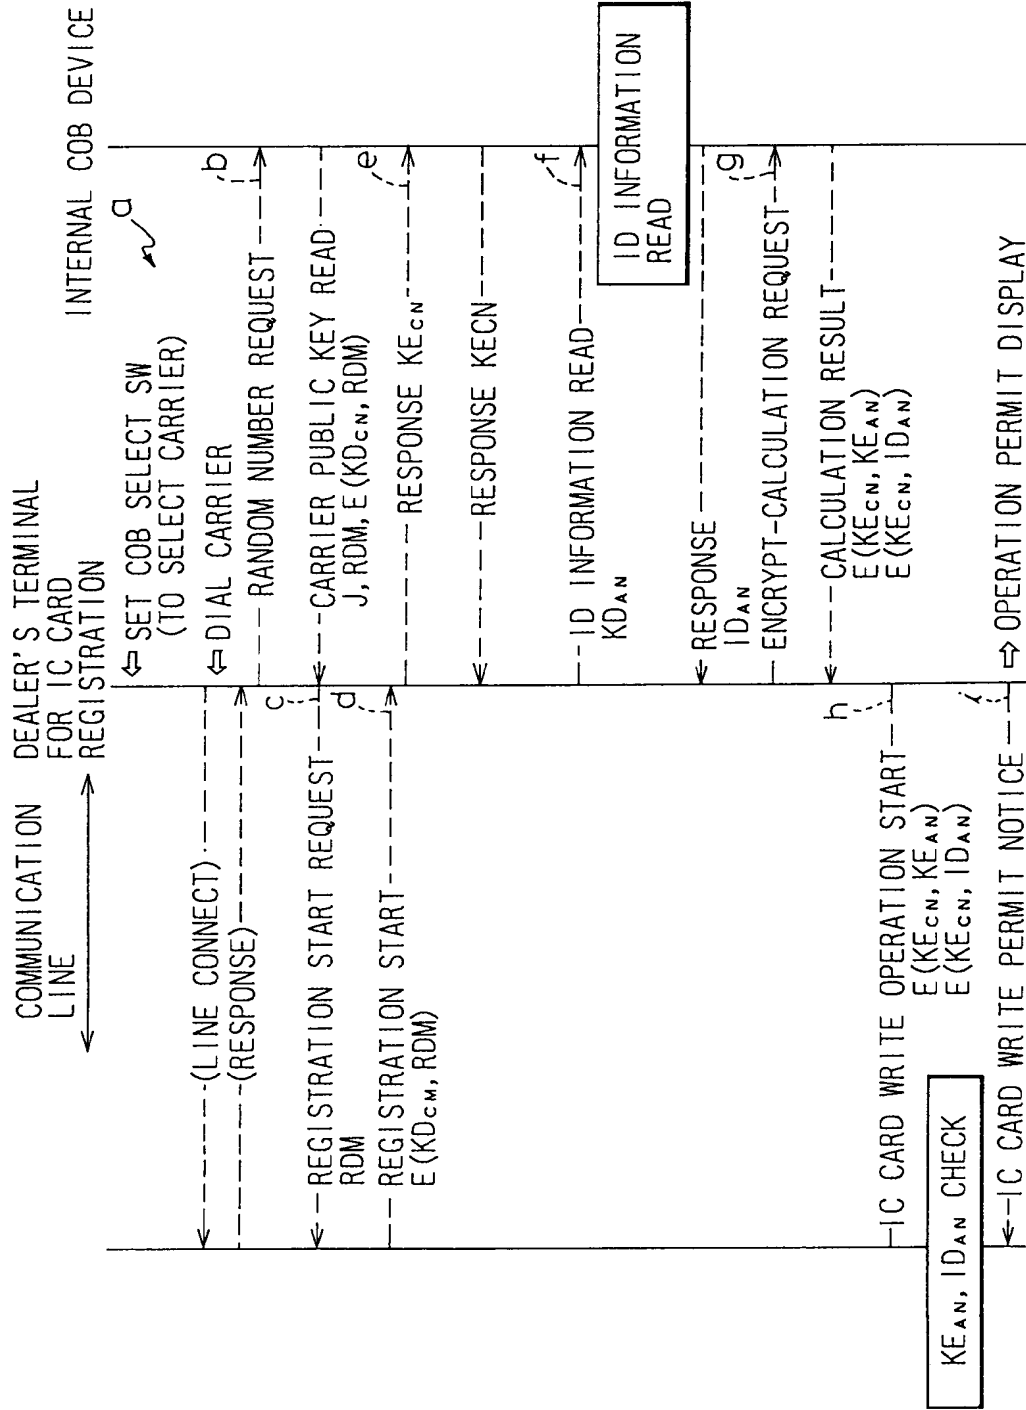 COMMUNICATION
LINE
DEALER'S TERMINAL
FOR IC CARD
REGISTRATION
INTERNAL COB DEVICE
a
⇦ SET COB SELECT SW
(TO SELECT CARRIER)
(LINE CONNECT)
⇦ DIAL CARRIER
(RESPONSE)
RANDOM NUMBER REQUEST
b
REGISTRATION START REQUEST
RDM
c
CARRIER PUBLIC KEY READ
J, RDM, E (KDCN, RDM)
REGISTRATION START
E (KDCM, RDM)
d
RESPONSE KECN
e
RESPONSE KECN
ID INFORMATION READ
KDAN
f
ID INFORMATION
READ
RESPONSE
IDAN
ENCRYPT-CALCULATION REQUEST
g
CALCULATION RESULT
E (KECN, KEAN)
E (KECN, IDAN)
IC CARD WRITE OPERATION START
E (KECN, KEAN)
E (KECN, IDAN)
h
KEAN, IDAN CHECK
IC CARD WRITE PERMIT NOTICE
i
⇨ OPERATION PERMIT DISPLAY